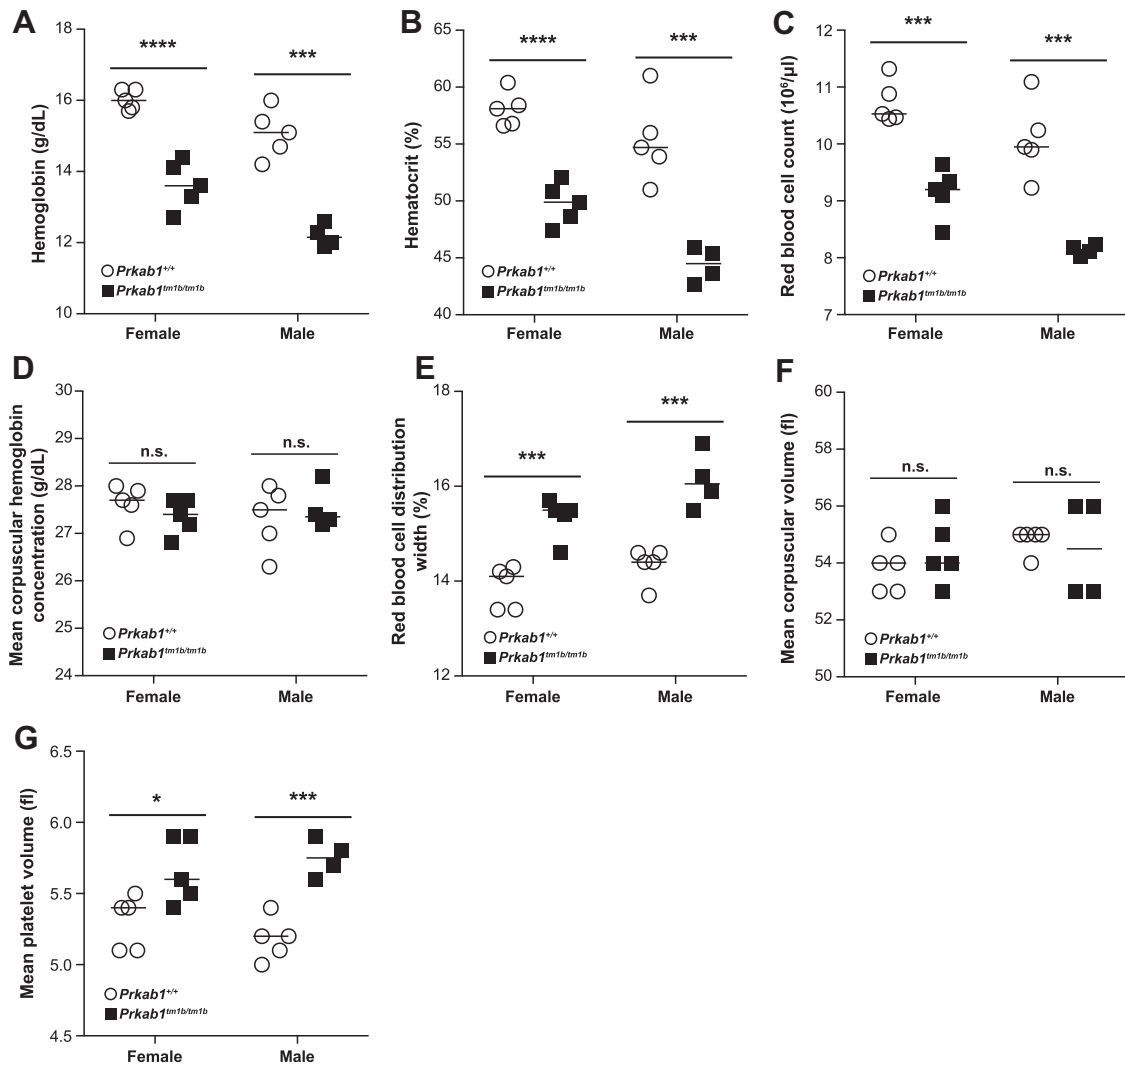 A
Hemoglobin (g/dL)
18
16
14
12
10
****
***
Prkab1+/+
Prkab1tm1b/tm1b
Female
Male
B
Hematocrit (%)
65
60
55
50
45
40
****
***
Prkab1+/+
Prkab1tm1b/tm1b
Female
Male
C
Red blood cell count (10⁶/µl)
12
11
10
9
8
7
***
***
Prkab1+/+
Prkab1tm1b/tm1b
Female
Male
D
Mean corpuscular hemoglobin
concentration (g/dL)
30
29
28
27
26
25
24
n.s.
n.s.
Prkab1+/+
Prkab1tm1b/tm1b
Female
Male
E
Red blood cell distribution
width (%)
18
16
14
12
***
***
Prkab1+/+
Prkab1tm1b/tm1b
Female
Male
F
Mean corpuscular volume (fl)
60
58
56
54
52
50
n.s.
n.s.
Prkab1+/+
Prkab1tm1b/tm1b
Female
Male
G
Mean platelet volume (fl)
6.5
6.0
5.5
5.0
4.5
*
***
Prkab1+/+
Prkab1tm1b/tm1b
Female
Male